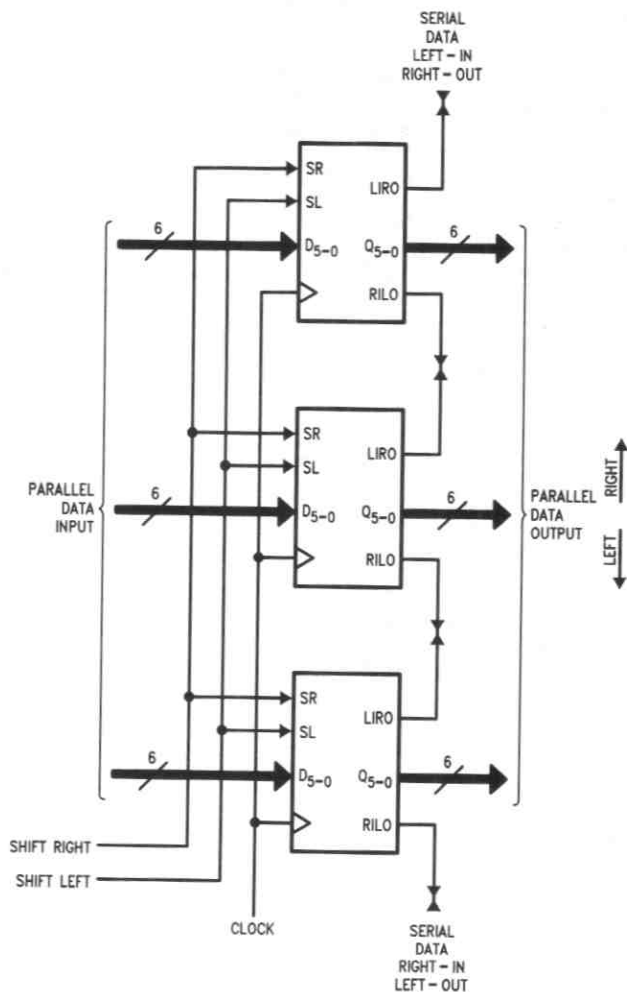 SERIAL
DATA
LEFT-IN
RIGHT-OUT
SR
SL
LIRO
6
D5-0
Q5-0
6
RILO
SR
SL
LIRO
PARALLEL
DATA
INPUT
6
D5-0
Q5-0
6
PARALLEL
DATA
OUTPUT
RIGHT
LEFT
RILO
SR
SL
LIRO
6
D5-0
Q5-0
6
RILO
SHIFT RIGHT
SHIFT LEFT
CLOCK
SERIAL
DATA
RIGHT-IN
LEFT-OUT